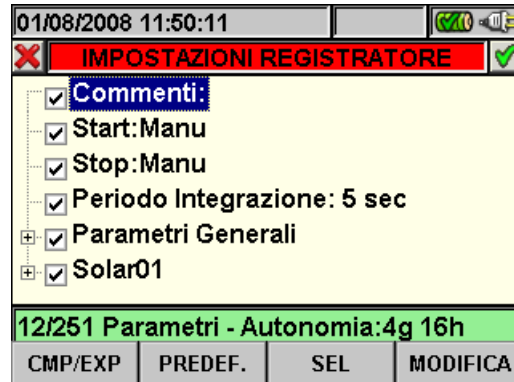 01/08/2008 11:50:11
IMPOSTAZIONI REGISTRATORE
Commenti:
Start:Manu
Stop:Manu
Periodo Integrazione: 5 sec
Parametri Generali
Solar01
12/251 Parametri - Autonomia:4g 16h
CMP/EXP PREDEF. SEL MODIFICA